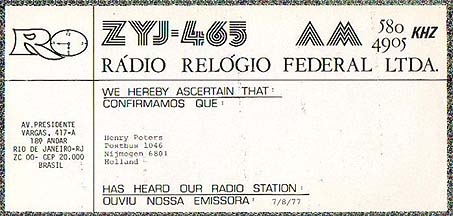 RO
ZYJ-465 AM 580 4905 KHZ
RÁDIO RELÓGIO FEDERAL LTDA.
WE HEREBY ASCERTAIN THAT:
CONFIRMAMOS QUE:
AV. PRESIDENTE
VARGAS, 417-A
18º ANDAR
RIO DE JANEIRO-RJ
ZC 00- CEP 20.000
BRASIL
Henry Peters
Postbus 1046
Nijmegen 6801
Holland
HAS HEARD OUR RADIO STATION:
OUVIU NOSSA EMISSORA: 7/8/77